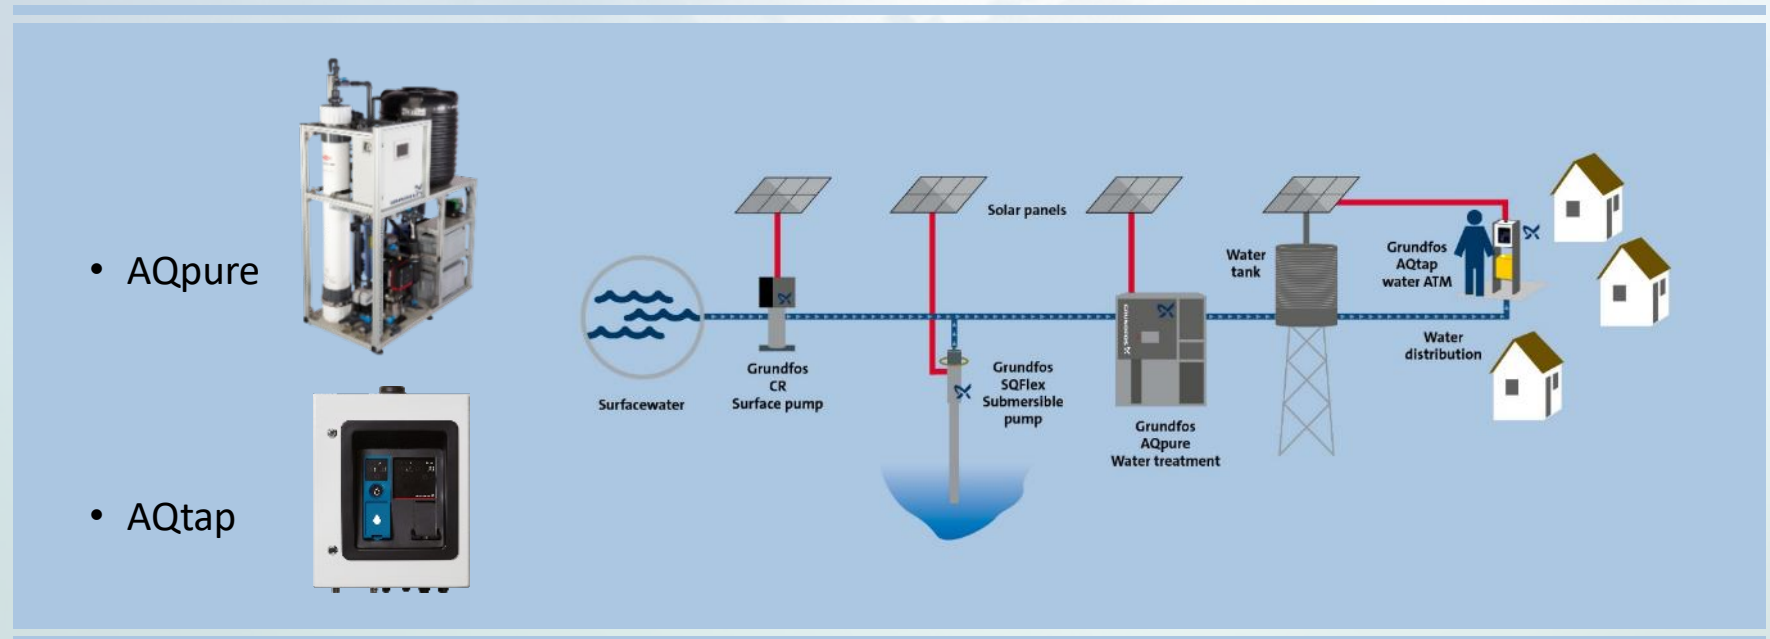 • AQpure
• AQtap
Solar panels
Surfacewater
Grundfos
CR
Surface pump
Grundfos
SQFlex
Submersible
pump
GRUNDFOS
Grundfos
AQpure
Water treatment
Water
tank
Grundfos
AQtap
water ATM
Water
distribution